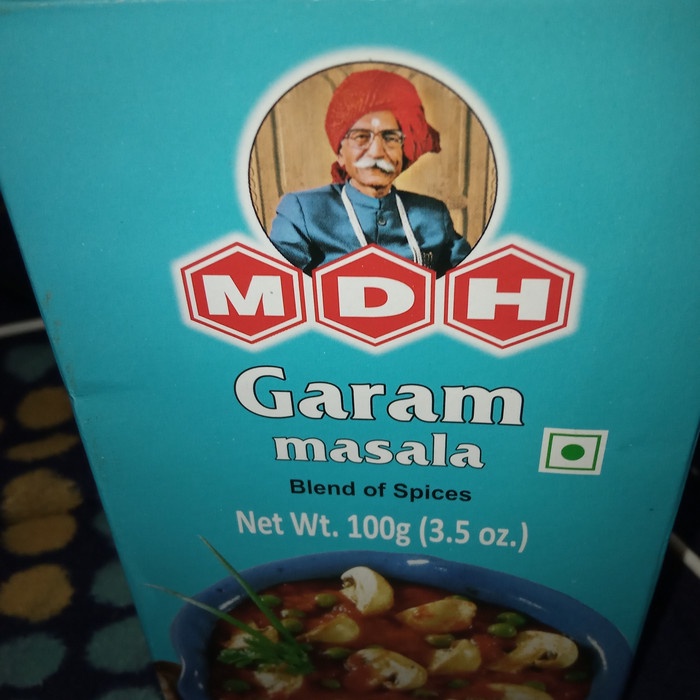 MDH
Garam
masala
Blend of Spices
Net Wt. 100g (3.5 oz.)